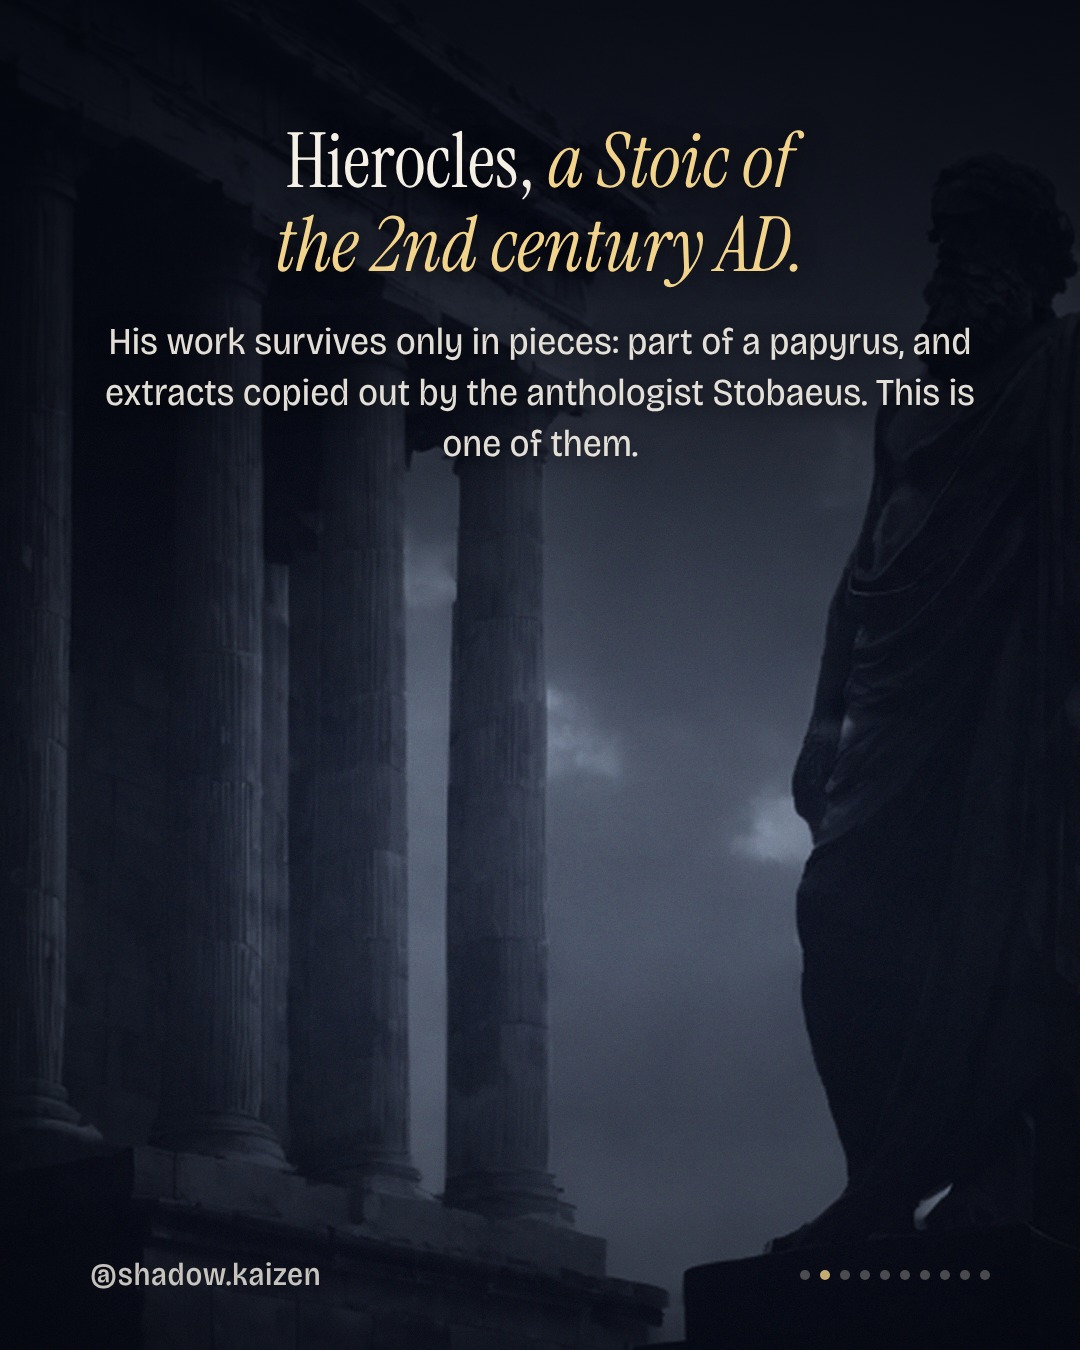 Hierocles, a Stoic of
the 2nd century AD.
His work survives only in pieces: part of a papyrus, and
extracts copied out by the anthologist Stobaeus. This is
one of them.
@shadow.kaizen